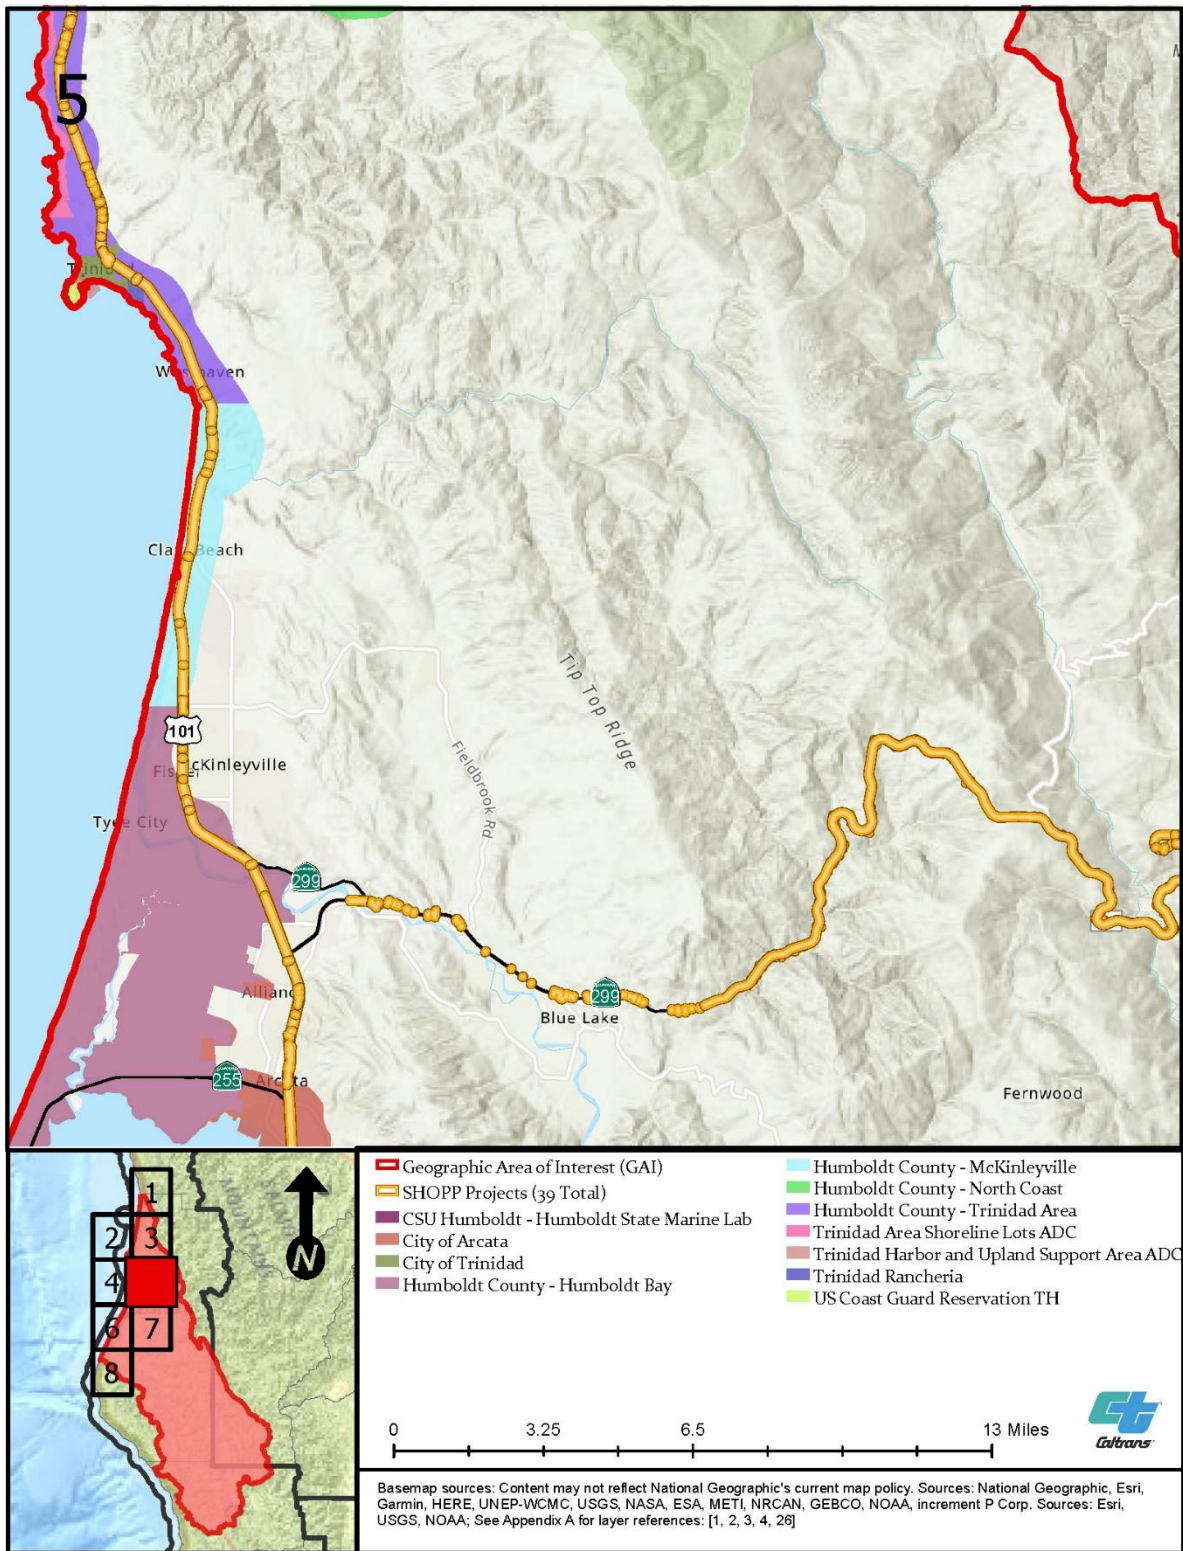 5
Trinidad
Westhaven
Clam Beach
Tip Top Ridge
101
McKinleyville
Fieldbrook Rd
Tyee City
299
299
Blue Lake
255
Arcata
Fernwood
1
2
3
4
6
7
8
N
Geographic Area of Interest (GAI)
SHOPP Projects (39 Total)
CSU Humboldt - Humboldt State Marine Lab
City of Arcata
City of Trinidad
Humboldt County - Humboldt Bay
Humboldt County - McKinleyville
Humboldt County - North Coast
Humboldt County - Trinidad Area
Trinidad Area Shoreline Lots ADC
Trinidad Harbor and Upland Support Area ADC
Trinidad Rancheria
US Coast Guard Reservation TH
0 3.25 6.5 13 Miles
ct
Caltrans
Basemap sources: Content may not reflect National Geographic's current map policy. Sources: National Geographic, Esri,
Garmin, HERE, UNEP-WCMC, USGS, NASA, ESA, METI, NRCAN, GEBCO, NOAA, increment P Corp. Sources: Esri,
USGS, NOAA; See Appendix A for layer references: [1, 2, 3, 4, 26]